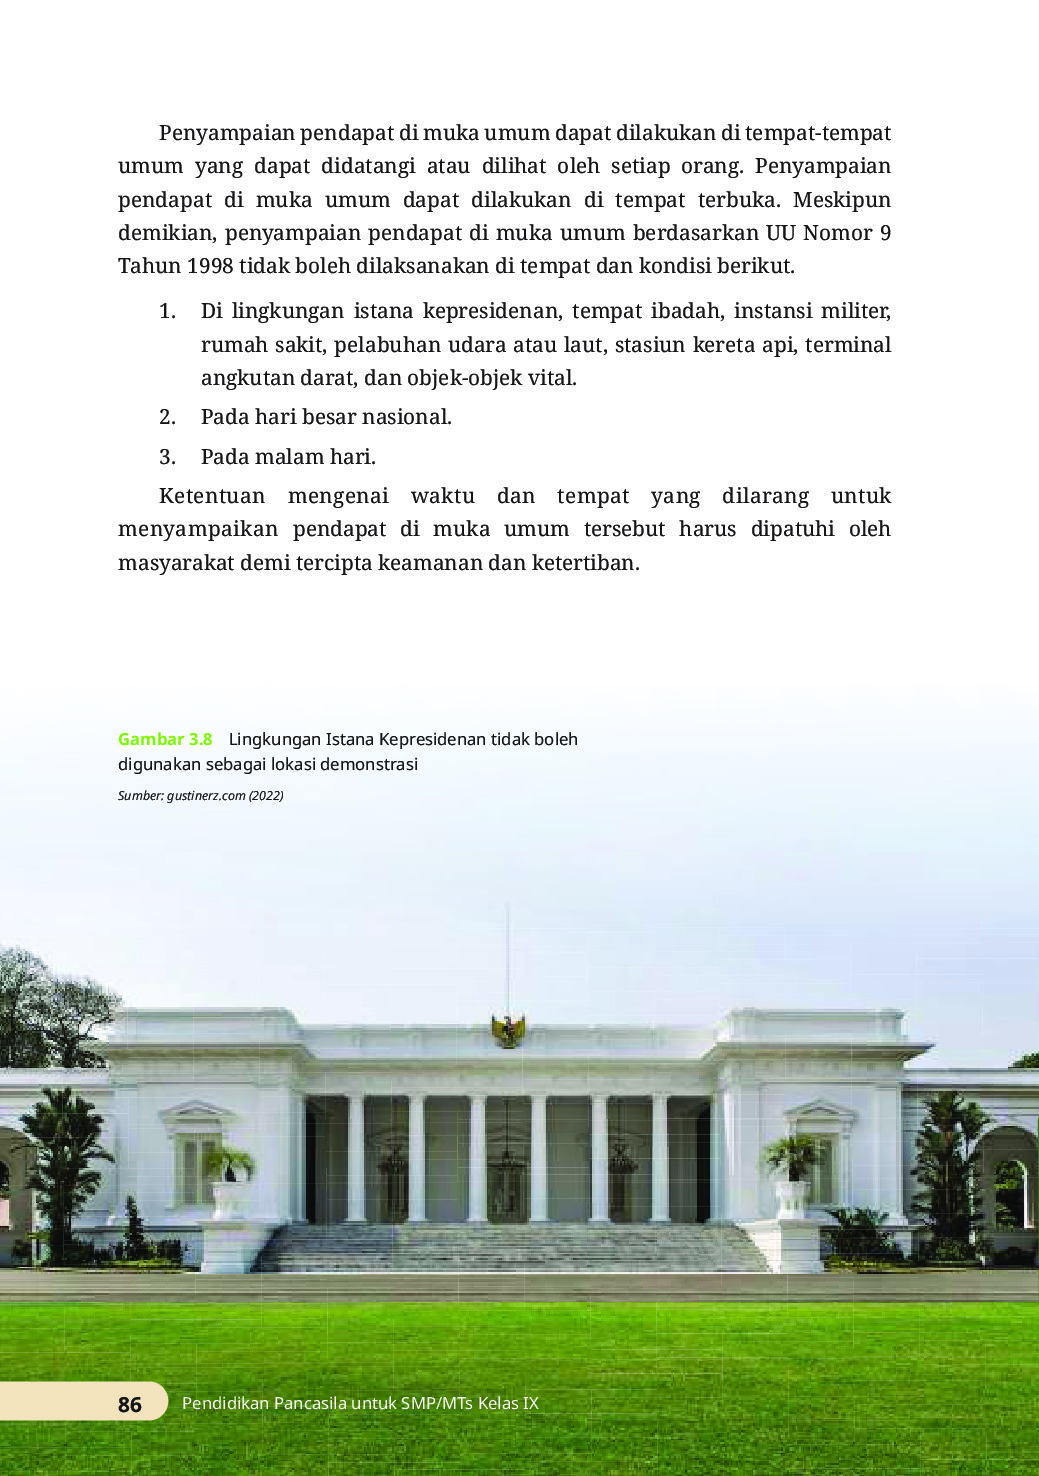 Penyampaian pendapat di muka umum dapat dilakukan di tempat-tempat
umum yang dapat didatangi atau dilihat oleh setiap orang. Penyampaian
pendapat di muka umum dapat dilakukan di tempat terbuka. Meskipun
demikian, penyampaian pendapat di muka umum berdasarkan UU Nomor 9
Tahun 1998 tidak boleh dilaksanakan di tempat dan kondisi berikut.
1. Di lingkungan istana kepresidenan, tempat ibadah, instansi militer,
rumah sakit, pelabuhan udara atau laut, stasiun kereta api, terminal
angkutan darat, dan objek-objek vital.
2. Pada hari besar nasional.
3. Pada malam hari.
Ketentuan mengenai waktu dan tempat yang dilarang untuk
menyampaikan pendapat di muka umum tersebut harus dipatuhi oleh
masyarakat demi tercipta keamanan dan ketertiban.
Gambar 3.8 Lingkungan Istana Kepresidenan tidak boleh
digunakan sebagai lokasi demonstrasi
Sumber: gustinerz.com (2022)
86 Pendidikan Pancasila untuk SMP/MTs Kelas IX